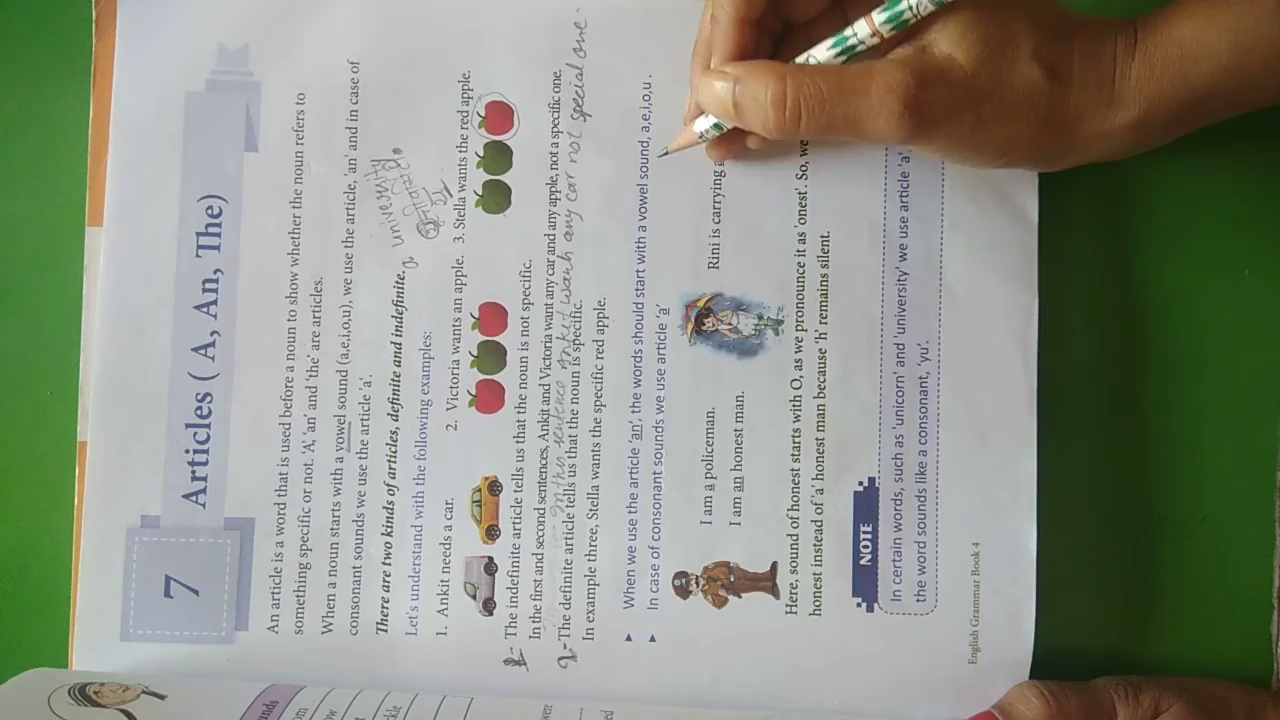 7
Articles ( A, An, The)
An article is a word that is used before a noun to show whether the noun refers to
something specific or not. 'A', 'an' and 'the' are articles.
When a noun starts with a vowel sound (a,e,i,o,u), we use the article, 'an' and in case of
consonant sounds we use the article 'a'.
There are two kinds of articles, definite and indefinite.
a university
Let's understand with the following examples:
1. Ankit needs a car.
2. Victoria wants an apple.
3. Stella wants the red apple.
1- The indefinite article tells us that the noun is not specific.
In the first and second sentences, Ankit and Victoria want any car and any apple, not a specific one.
In this sentence Anket want any car not special one.
2- The definite article tells us that the noun is specific.
In example three, Stella wants the specific red apple.
When we use the article 'an', the words should start with a vowel sound, a,e,i,o,u.
In case of consonant sounds we use article 'a'
I am a policeman.
I am an honest man.
Rini is carrying
Here, sound of honest starts with O, as we pronounce it as 'onest'. So, we
honest instead of 'a' honest man because 'h' remains silent.
NOTE
In certain words, such as 'unicorn' and 'university' we use article 'a',
the word sounds like a consonant, 'yu'.
English Grammar Book 4